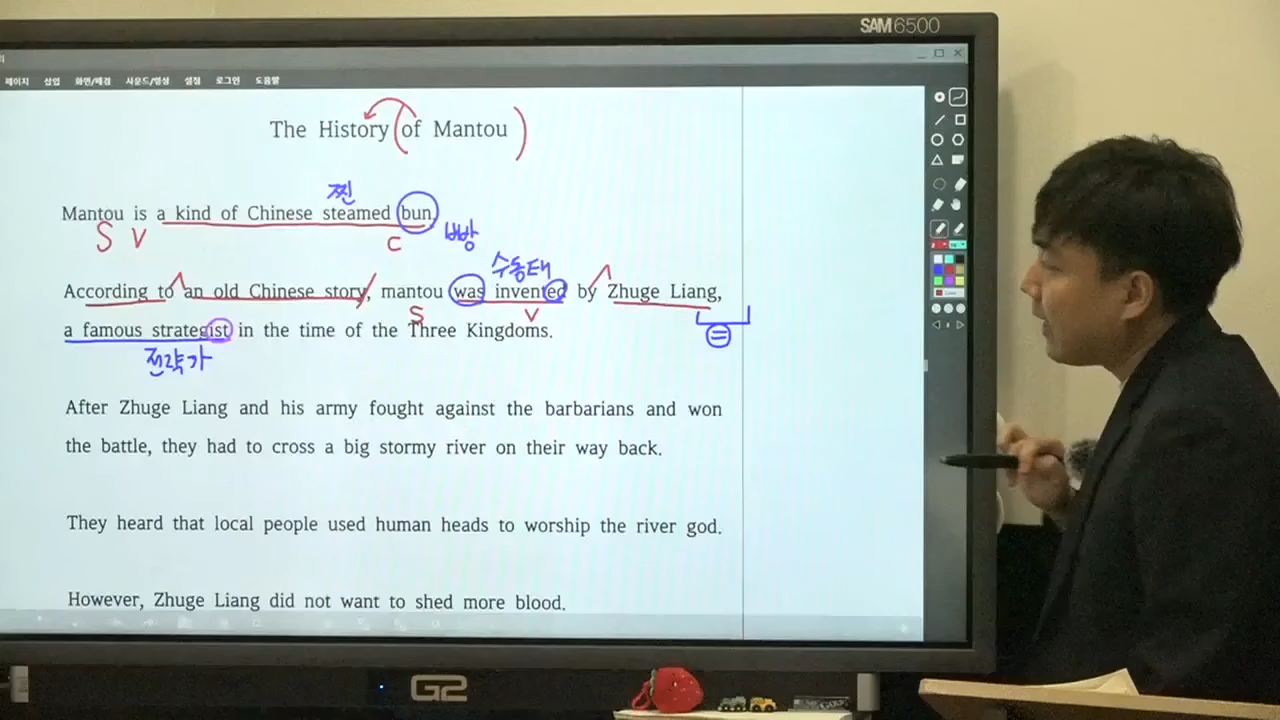 SAM6500
페이지 삽입 화면/배경 사운드/영상 설정 로그인 도움말
The History (of Mantou)
찐
Mantou is a kind of Chinese steamed bun,
S V C 빵
수동태
According to an old Chinese story, mantou was invented by Zhuge Liang,
S V
a famous strategist in the time of the Three Kingdoms.
=
전략가
After Zhuge Liang and his army fought against the barbarians and won
the battle, they had to cross a big stormy river on their way back.
They heard that local people used human heads to worship the river god.
However, Zhuge Liang did not want to shed more blood.
G2